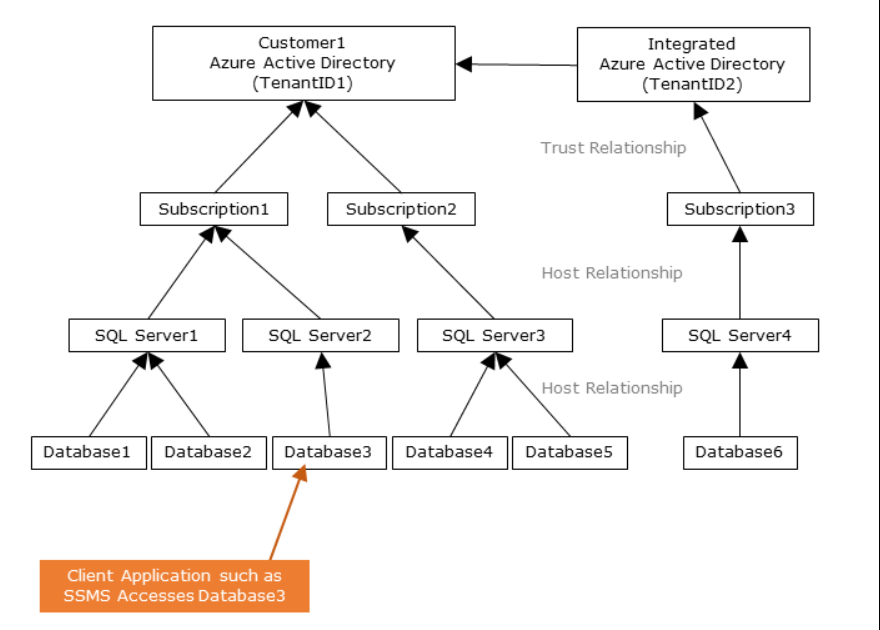 Customer1
Azure Active Directory
(TenantID1)
Integrated
Azure Active Directory
(TenantID2)
Trust Relationship
Subscription1
Subscription2
Subscription3
Host Relationship
SQL Server1
SQL Server2
SQL Server3
SQL Server4
Host Relationship
Database1
Database2
Database3
Database4
Database5
Database6
Client Application such as
SSMS Accesses Database3